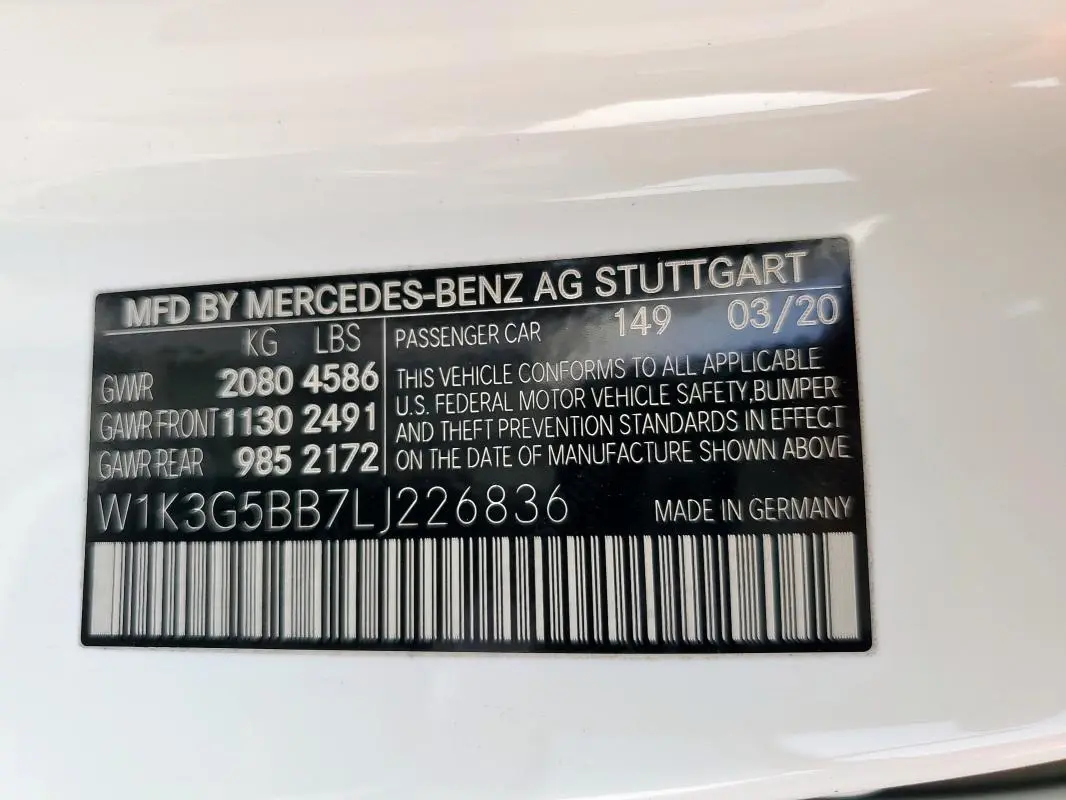 MFD BY MERCEDES-BENZ AG STUTTGART
KG LBS
GVWR 2080 4586
GAWR FRONT 1130 2491
GAWR REAR 985 2172
PASSENGER CAR 149 03/20
THIS VEHICLE CONFORMS TO ALL APPLICABLE
U.S. FEDERAL MOTOR VEHICLE SAFETY, BUMPER
AND THEFT PREVENTION STANDARDS IN EFFECT
ON THE DATE OF MANUFACTURE SHOWN ABOVE
W1K3G5BB7LJ226836 MADE IN GERMANY